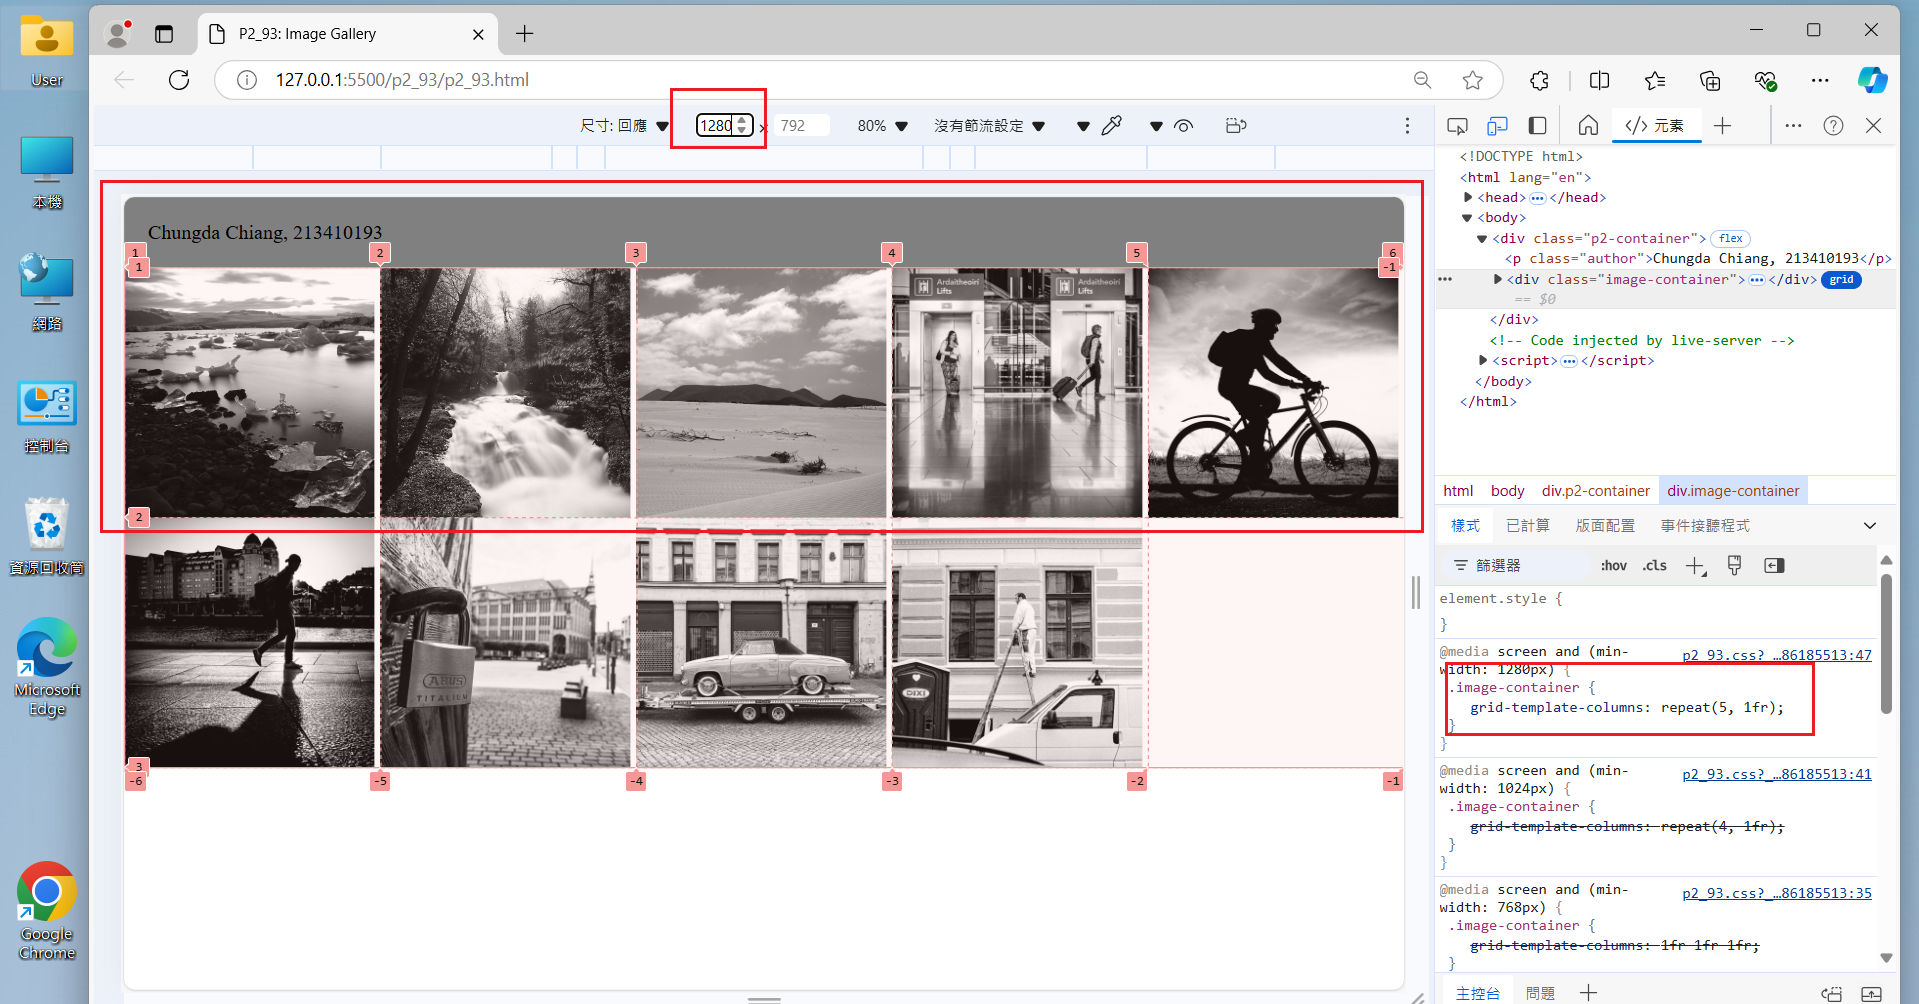 P2_93: Image Gallery
127.0.0.1:5500/p2_93/p2_93.html
User
本機
網路
控制台
資源回收筒
Microsoft
Edge
Google
Chrome
尺寸: 回應 1280 × 792 80% 沒有節流設定
Chungda Chiang, 213410193
1 2 3 4 5 6
1 -1
Ardaitheoirí
Lifts
Ardaitheoirí
Lifts
2
ABUS
TITALIUM
DIXI
3
-6 -5 -4 -3 -2 -1
元素
<!DOCTYPE html>
<html lang="en">
<head> ••• </head>
<body>
<div class="p2-container"> flex
<p class="author">Chungda Chiang, 213410193</p>
••• <div class="image-container"> ••• </div> grid
== $0
</div>
<!-- Code injected by live-server -->
<script> ••• </script>
</body>
</html>
html body div.p2-container div.image-container
樣式 已計算 版面配置 事件接聽程式
篩選器 :hov .cls
element.style {
}
@media screen and (min- p2_93.css?_…86185513:47
width: 1280px) {
.image-container {
grid-template-columns: repeat(5, 1fr);
}
}
@media screen and (min- p2_93.css?_…86185513:41
width: 1024px) {
.image-container {
grid-template-columns: repeat(4, 1fr);
}
}
@media screen and (min- p2_93.css?_…86185513:35
width: 768px) {
.image-container {
grid-template-columns: 1fr 1fr 1fr;
}
主控台 問題